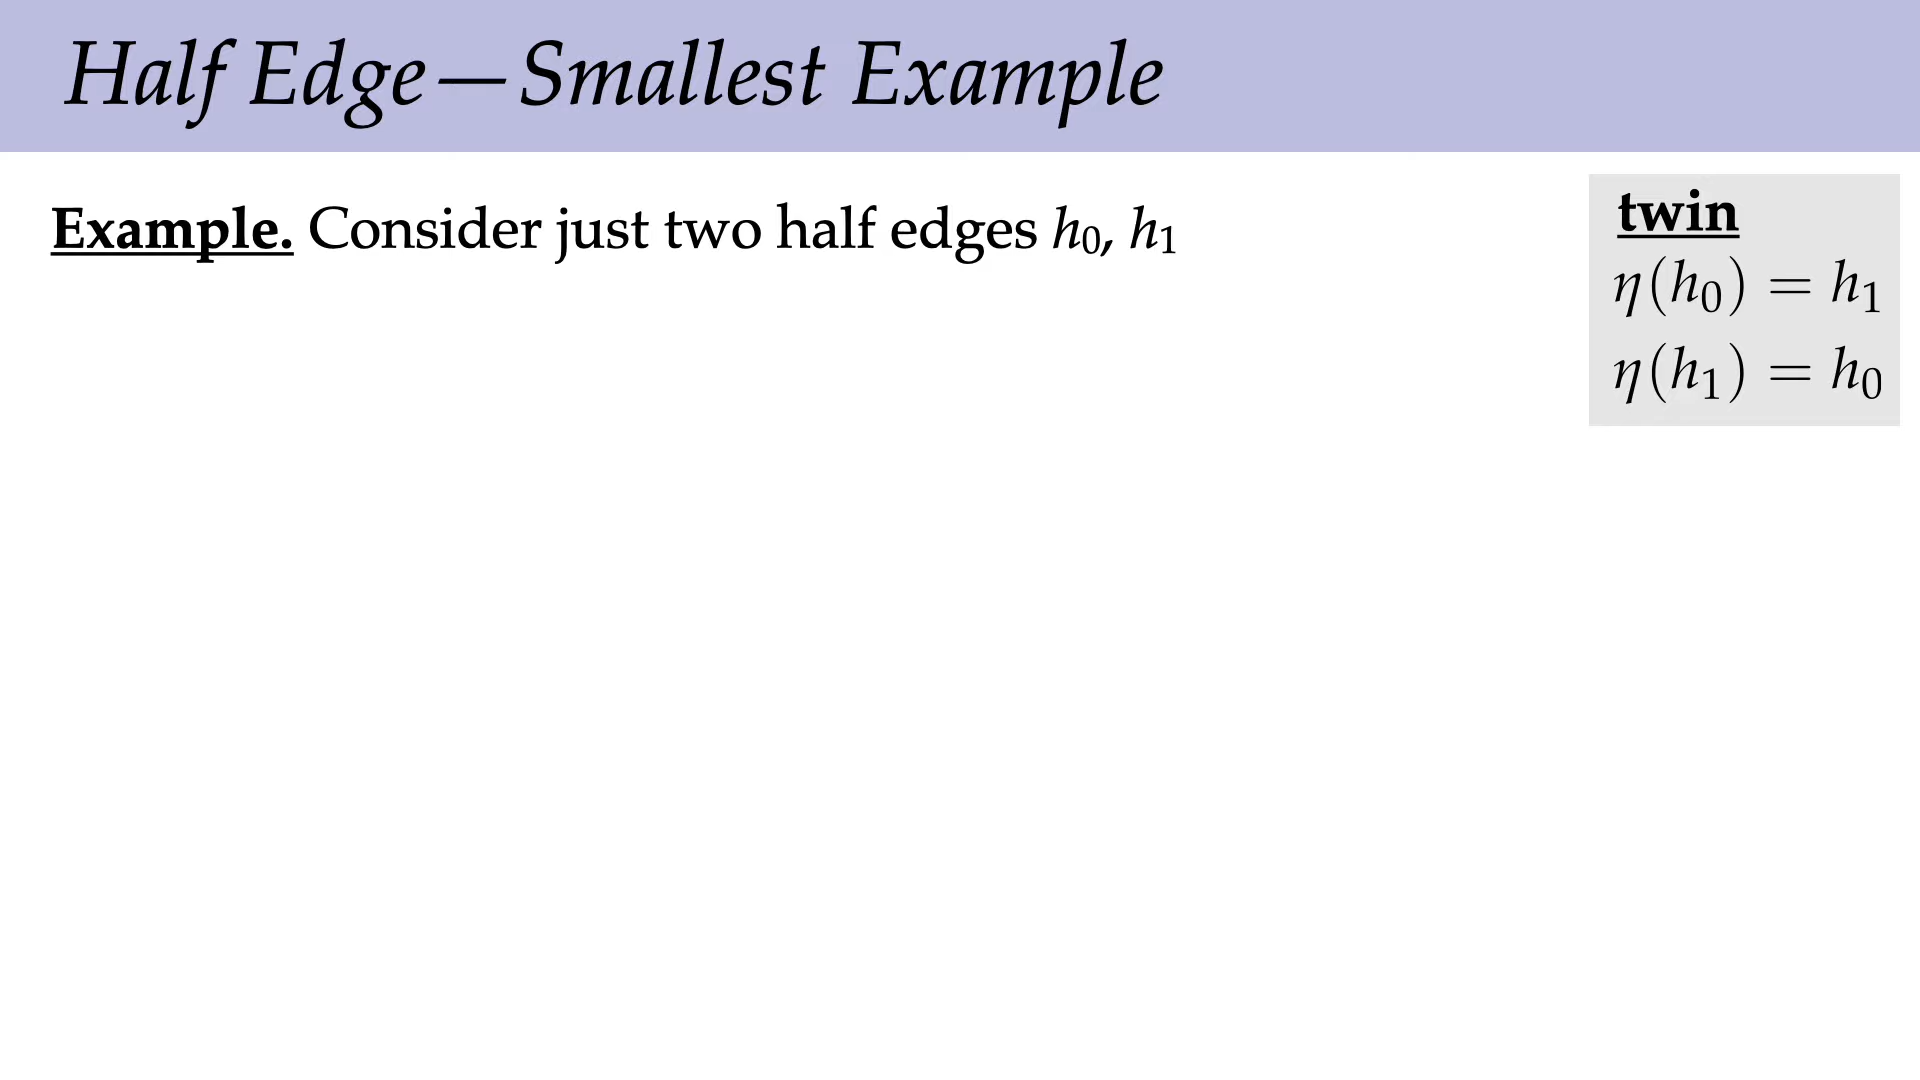 Half Edge—Smallest Example
Example. Consider just two half edges h₀, h₁
twin
η(h₀) = h₁
η(h₁) = h₀